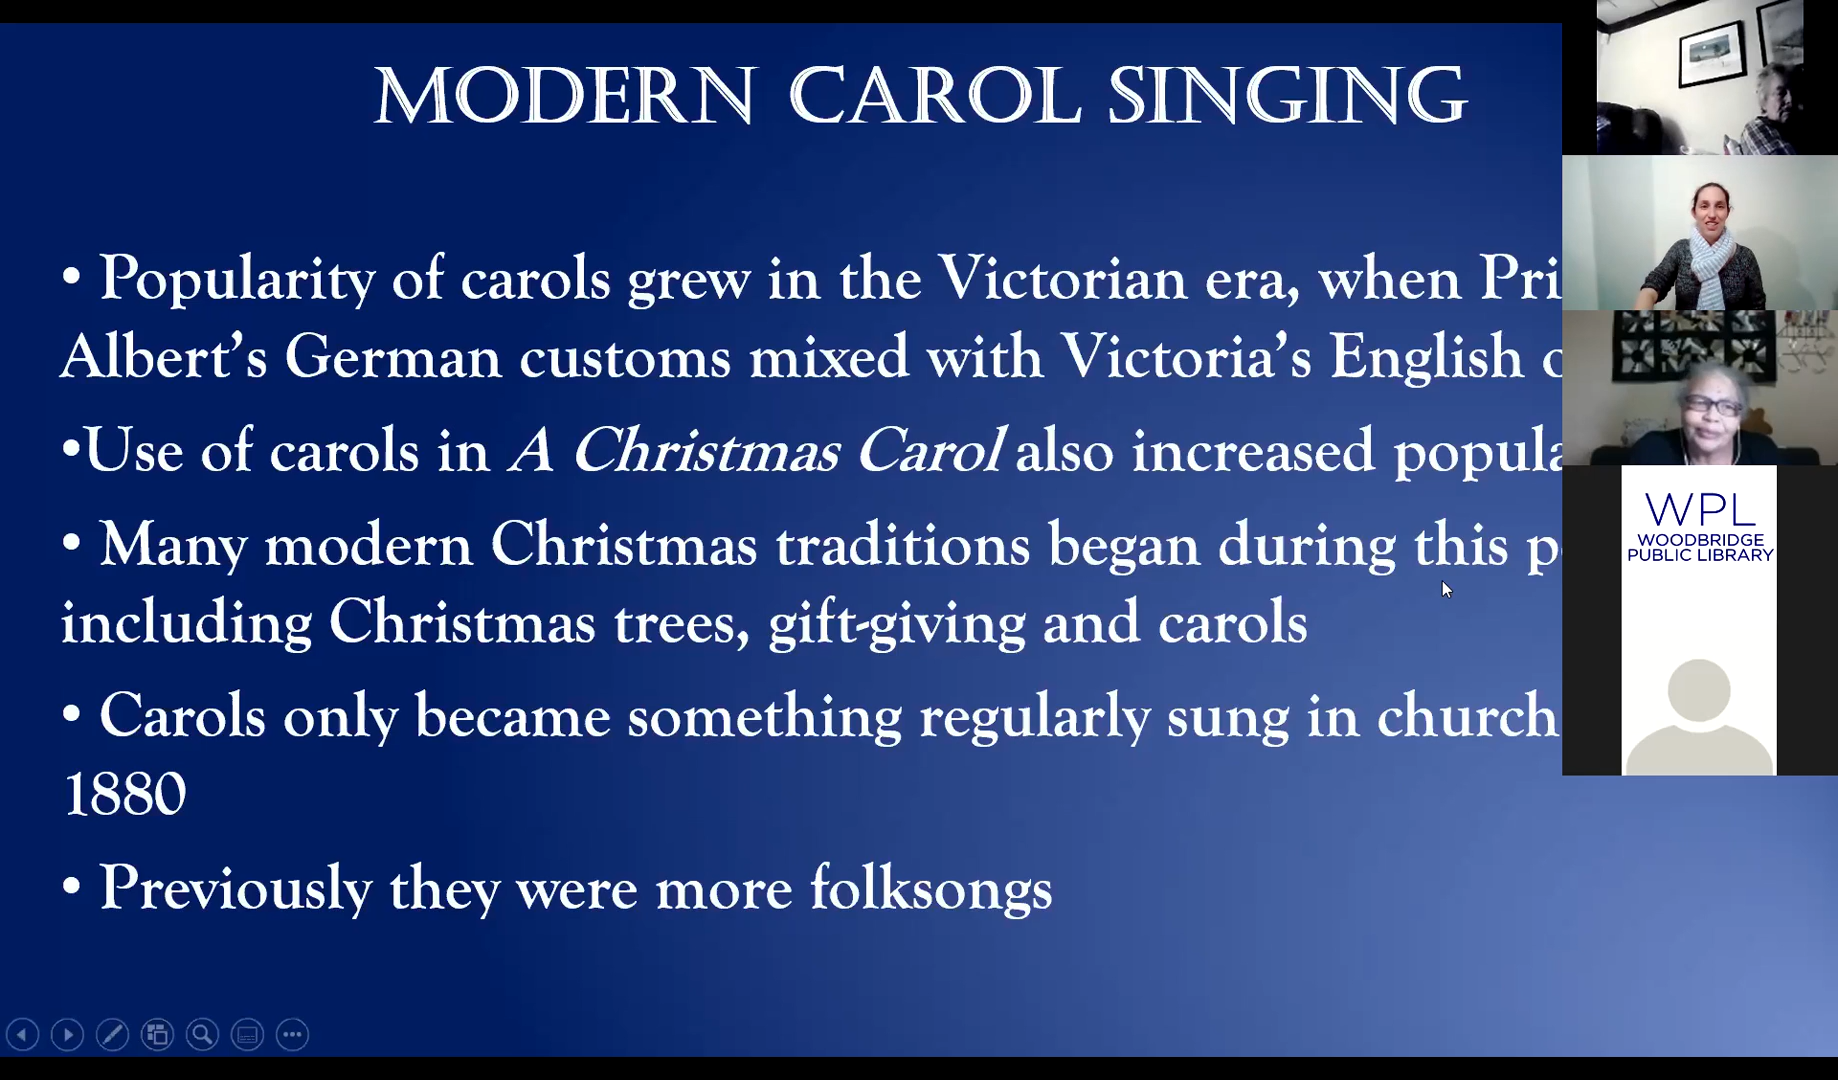 MODERN CAROL SINGING
• Popularity of carols grew in the Victorian era, when
Albert's German customs mixed with Victoria's English
•Use of carols in A Christmas Carol also increased
• Many modern Christmas traditions began during this
including Christmas trees, gift-giving and carols
• Carols only became something regularly sung in church
1880
• Previously they were more folksongs
WPL
WOODBRIDGE
PUBLIC LIBRARY